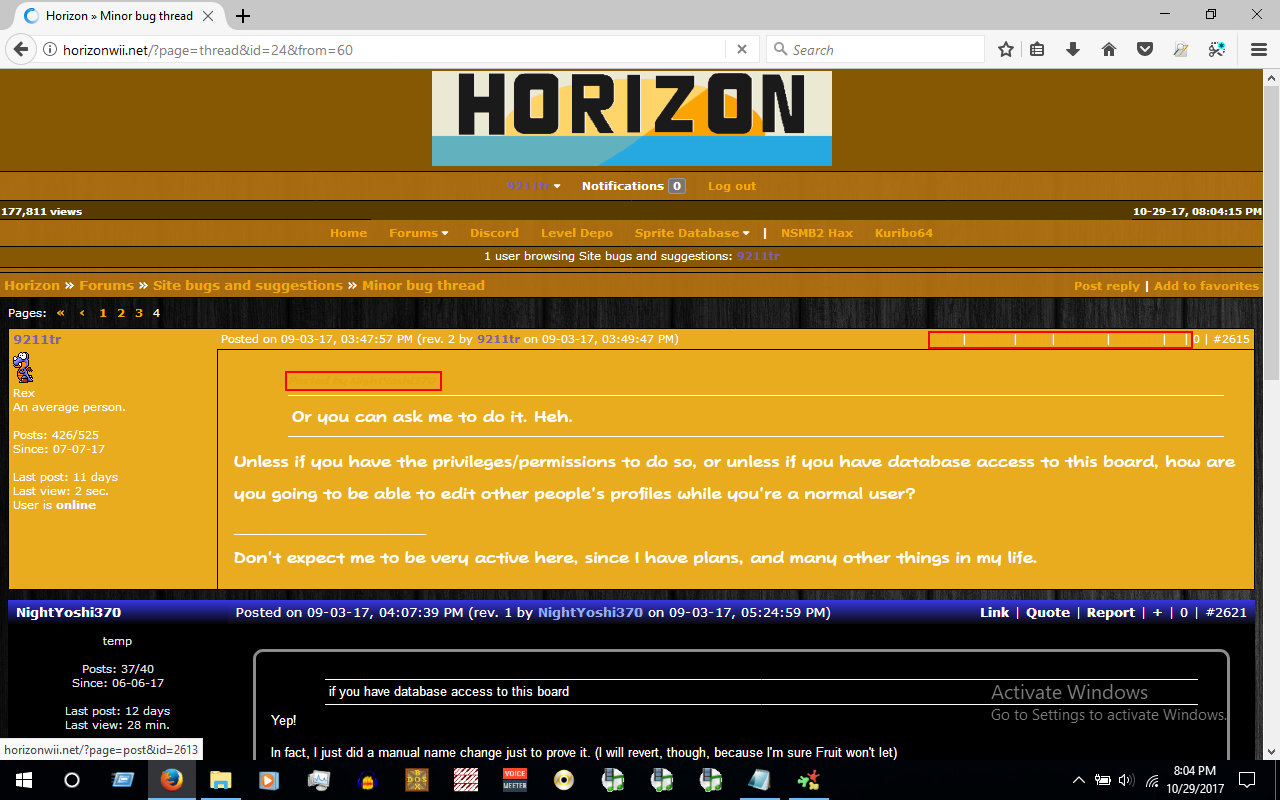 Horizon » Minor bug thread
horizonwii.net/?page=thread&id=24&from=60
Search
HORIZON
9211tr Notifications 0 Log out
177,811 views 10-29-17, 08:04:15 PM
Home Forums Discord Level Depo Sprite Database | NSMB2 Hax Kuribo64
1 user browsing Site bugs and suggestions: 9211tr
Horizon » Forums » Site bugs and suggestions » Minor bug thread Post reply | Add to favorites
Pages: « ‹ 1 2 3 4
9211tr Posted on 09-03-17, 03:47:57 PM (rev. 2 by 9211tr on 09-03-17, 03:49:47 PM) | | | | | | 0 | #2615
Posted by NightYoshi370
Rex
An average person.
Or you can ask me to do it. Heh.
Posts: 426/525
Since: 07-07-17
Last post: 11 days
Last view: 2 sec.
User is online
Unless if you have the privileges/permissions to do so, or unless if you have database access to this board, how are
you going to be able to edit other people's profiles while you're a normal user?
Don't expect me to be very active here, since I have plans, and many other things in my life.
NightYoshi370 Posted on 09-03-17, 04:07:39 PM (rev. 1 by NightYoshi370 on 09-03-17, 05:24:59 PM) Link | Quote | Report | + | 0 | #2621
temp
Posts: 37/40
Since: 06-06-17
Last post: 12 days
Last view: 28 min.
if you have database access to this board
Yep!
In fact, I just did a manual name change just to prove it. (I will revert, though, because I'm sure Fruit won't let)
Activate Windows
Go to Settings to activate Windows.
horizonwii.net/?page=post&id=2613
VOICE
MEETER
8:04 PM
10/29/2017